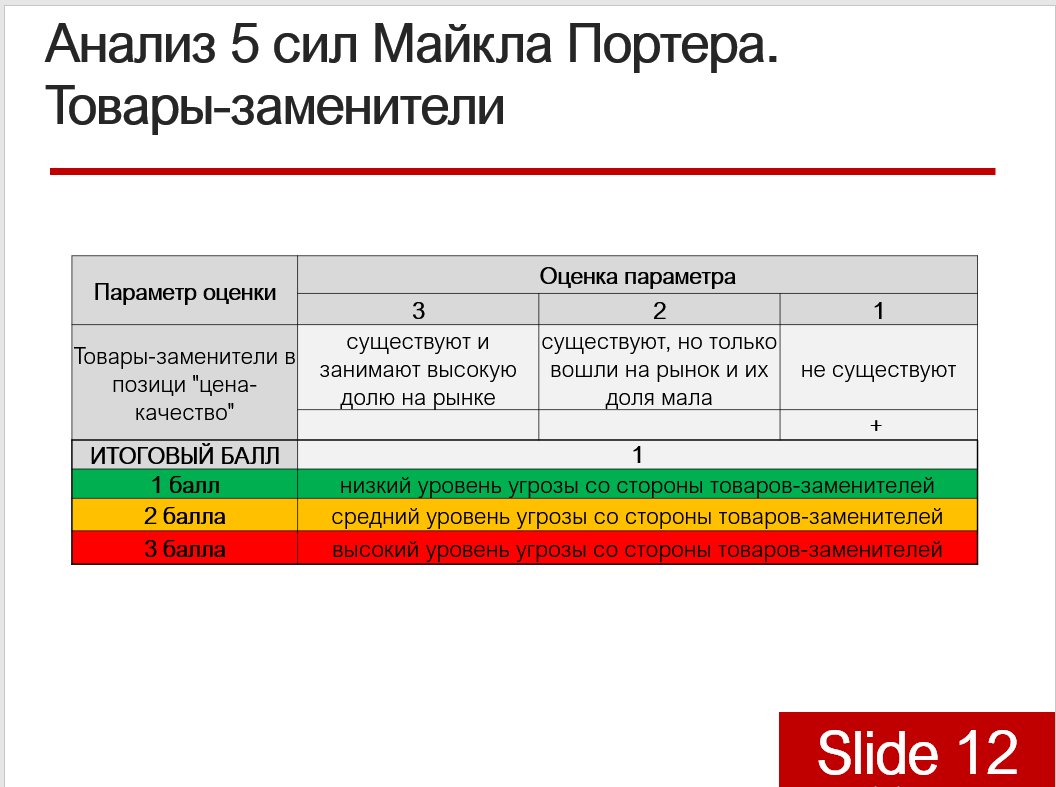 Анализ 5 сил Майкла Портера.
Товары-заменители
Параметр оценки
Оценка параметра
3
2
1
Товары-заменители в
позици "цена-
качество"
существуют и
занимают высокую
долю на рынке
существуют, но только
вошли на рынок и их
доля мала
не существуют
+
ИТОГОВЫЙ БАЛЛ
1
1 балл
низкий уровень угрозы со стороны товаров-заменителей
2 балла
средний уровень угрозы со стороны товаров-заменителей
3 балла
высокий уровень угрозы со стороны товаров-заменителей
Slide 12